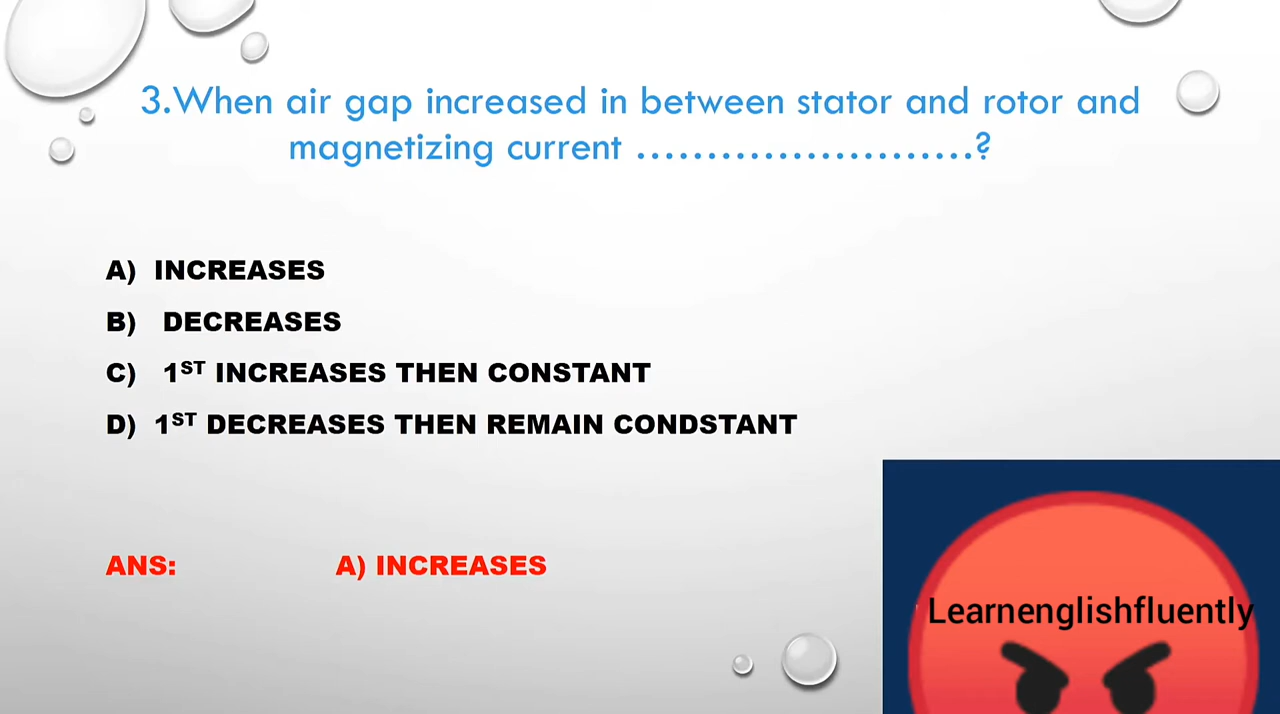 3.When air gap increased in between stator and rotor and
magnetizing current ........................?
A) INCREASES
B) DECREASES
C) 1ST INCREASES THEN CONSTANT
D) 1ST DECREASES THEN REMAIN CONDSTANT
ANS: A) INCREASES
Learnenglishfluently